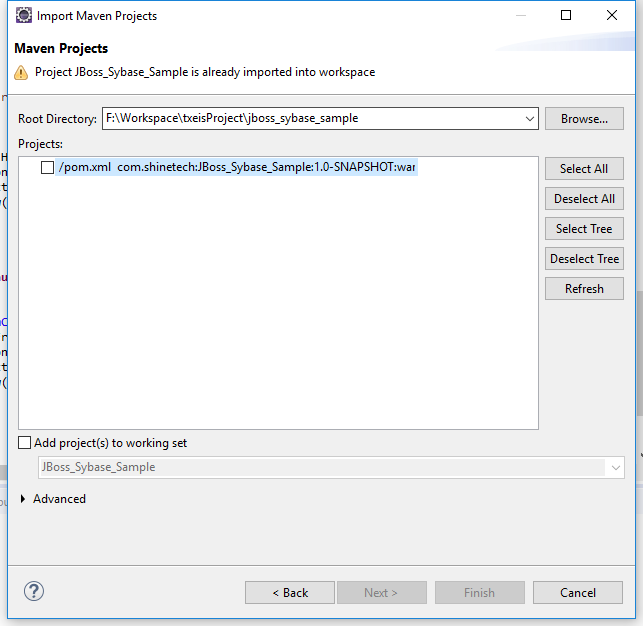 Import Maven Projects
Maven Projects
Project JBoss_Sybase_Sample is already imported into workspace
Root Directory: F:\Workspace\txeisProject\jboss_sybase_sample Browse...
Projects:
/pom.xml com.shinetech:JBoss_Sybase_Sample:1.0-SNAPSHOT:war
Select All
Deselect All
Select Tree
Deselect Tree
Refresh
Add project(s) to working set
JBoss_Sybase_Sample
Advanced
? < Back Next > Finish Cancel